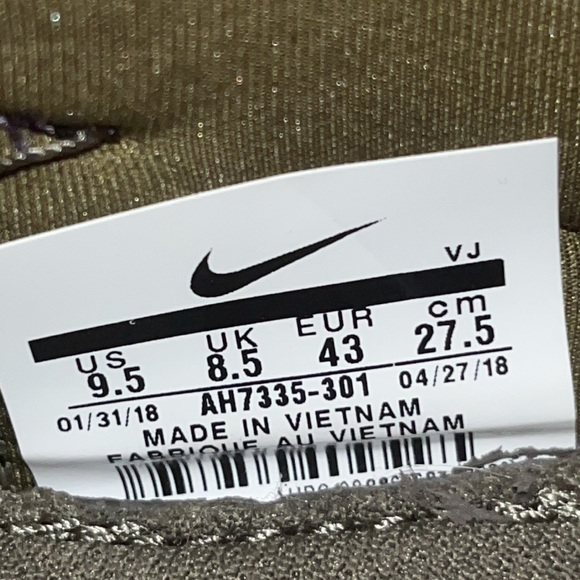 VJ
US UK EUR cm
9.5 8.5 43 27.5
01/31/18 AH7335-301 04/27/18
MADE IN VIETNAM
FABRIQUE AU VIETNAM